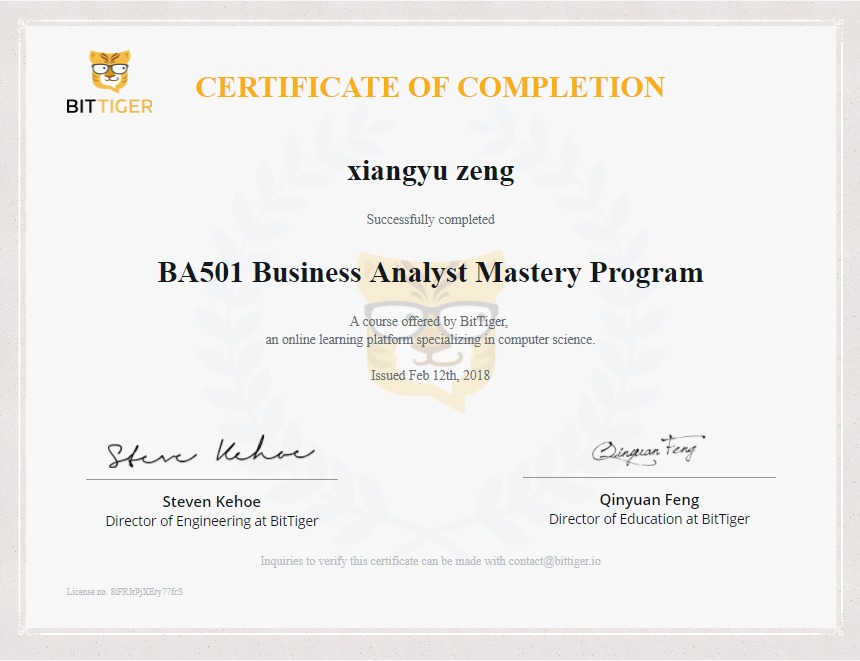 BITTIGER
CERTIFICATE OF COMPLETION
xiangyu zeng
Successfully completed
BA501 Business Analyst Mastery Program
A course offered by BitTiger,
an online learning platform specializing in computer science.
Issued Feb 12th, 2018
Steve Kehoe
Qinyuan Feng
Steven Kehoe
Qinyuan Feng
Director of Engineering at BitTiger
Director of Education at BitTiger
Inquiries to verify this certificate can be made with contact@bittiger.io
License no. 8iFRJrPjXEry77fcS